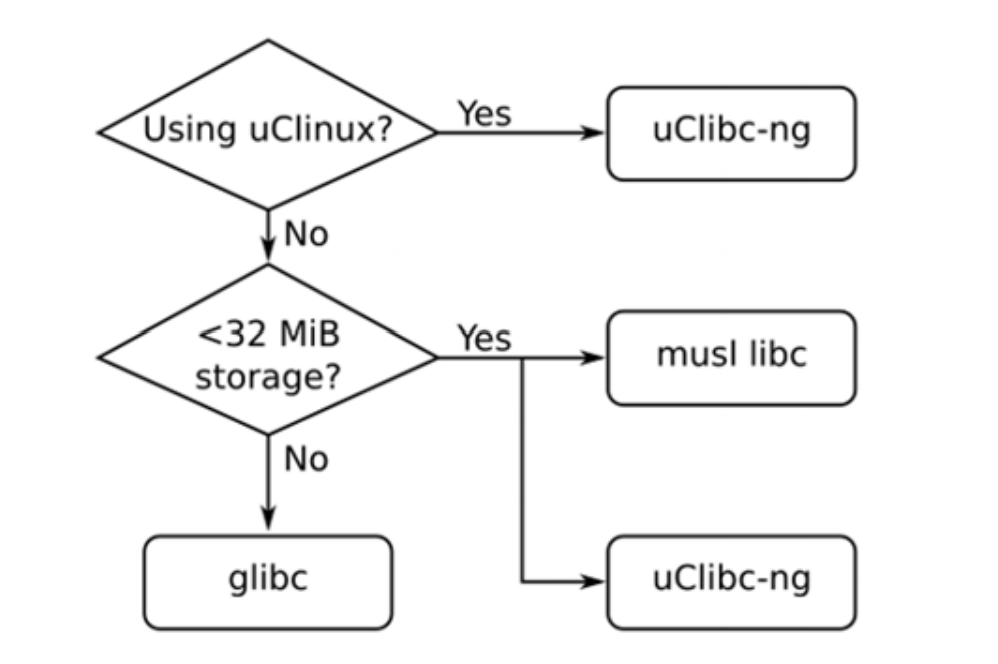 Using uClinux?
Yes
uClibc-ng
No
<32 MiB
storage?
Yes
musl libc
No
glibc
uClibc-ng